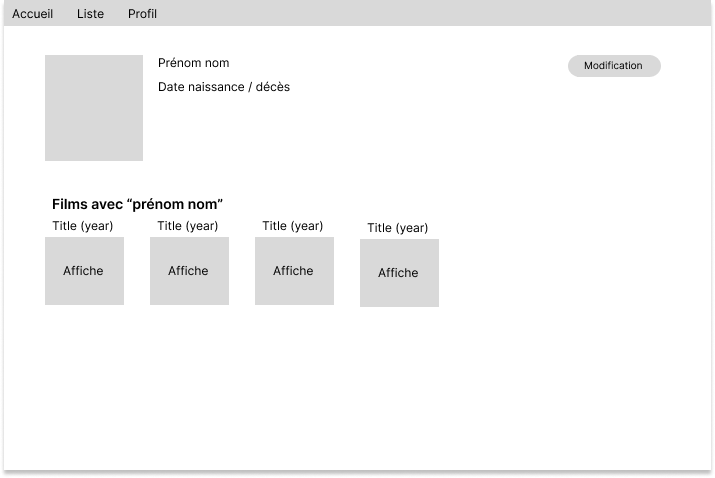 Accueil Liste Profil
Prénom nom
Modification
Date naissance / décès
Films avec “prénom nom”
Title (year) Title (year) Title (year) Title (year)
Affiche Affiche Affiche Affiche